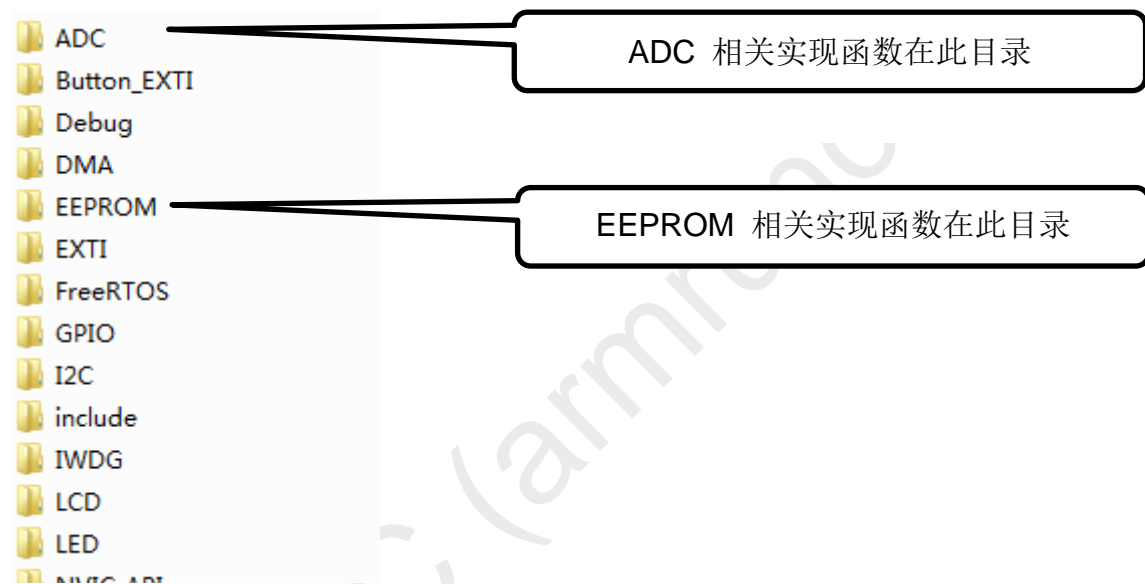 ADC
ADC 相关实现函数在此目录
Button_EXTI
Debug
DMA
EEPROM
EEPROM 相关实现函数在此目录
EXTI
FreeRTOS
GPIO
I2C
include
IWDG
LCD
LED
NVIC_API